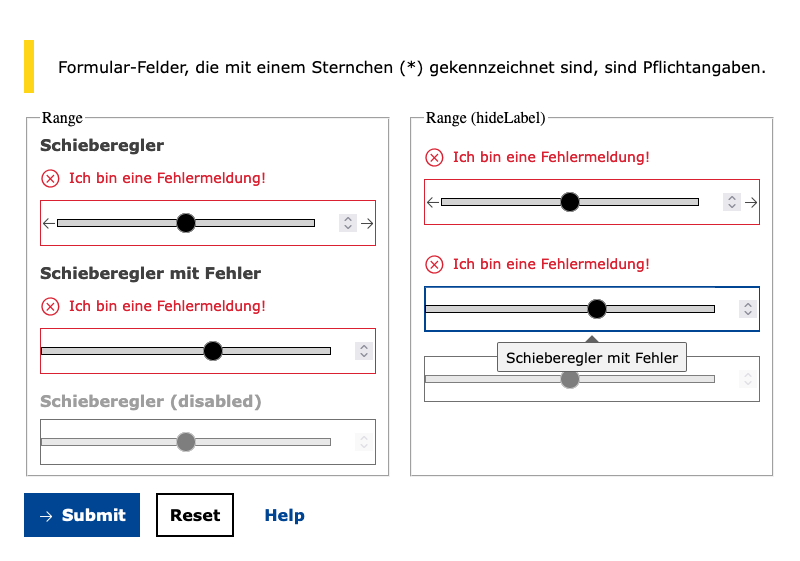 Formular-Felder, die mit einem Sternchen (*) gekennzeichnet sind, sind Pflichtangaben.
Range
Schieberegler
Ich bin eine Fehlermeldung!
Schieberegler mit Fehler
Ich bin eine Fehlermeldung!
Schieberegler (disabled)
Range (hideLabel)
Ich bin eine Fehlermeldung!
Ich bin eine Fehlermeldung!
Schieberegler mit Fehler
Submit
Reset
Help